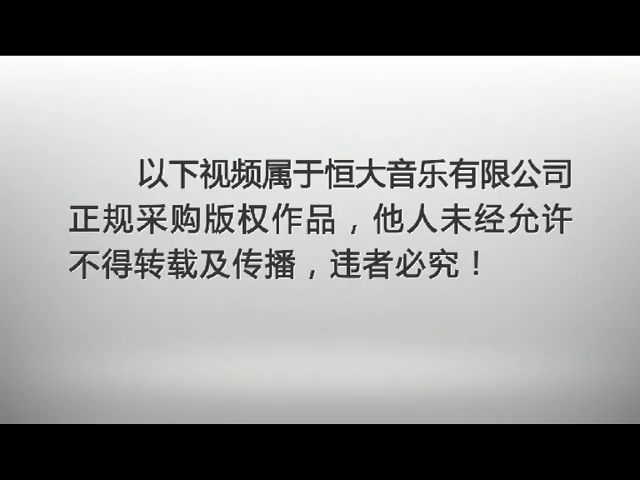 以下视频属于恒大音乐有限公司
正规采购版权作品，他人未经允许
不得转载及传播，违者必究！